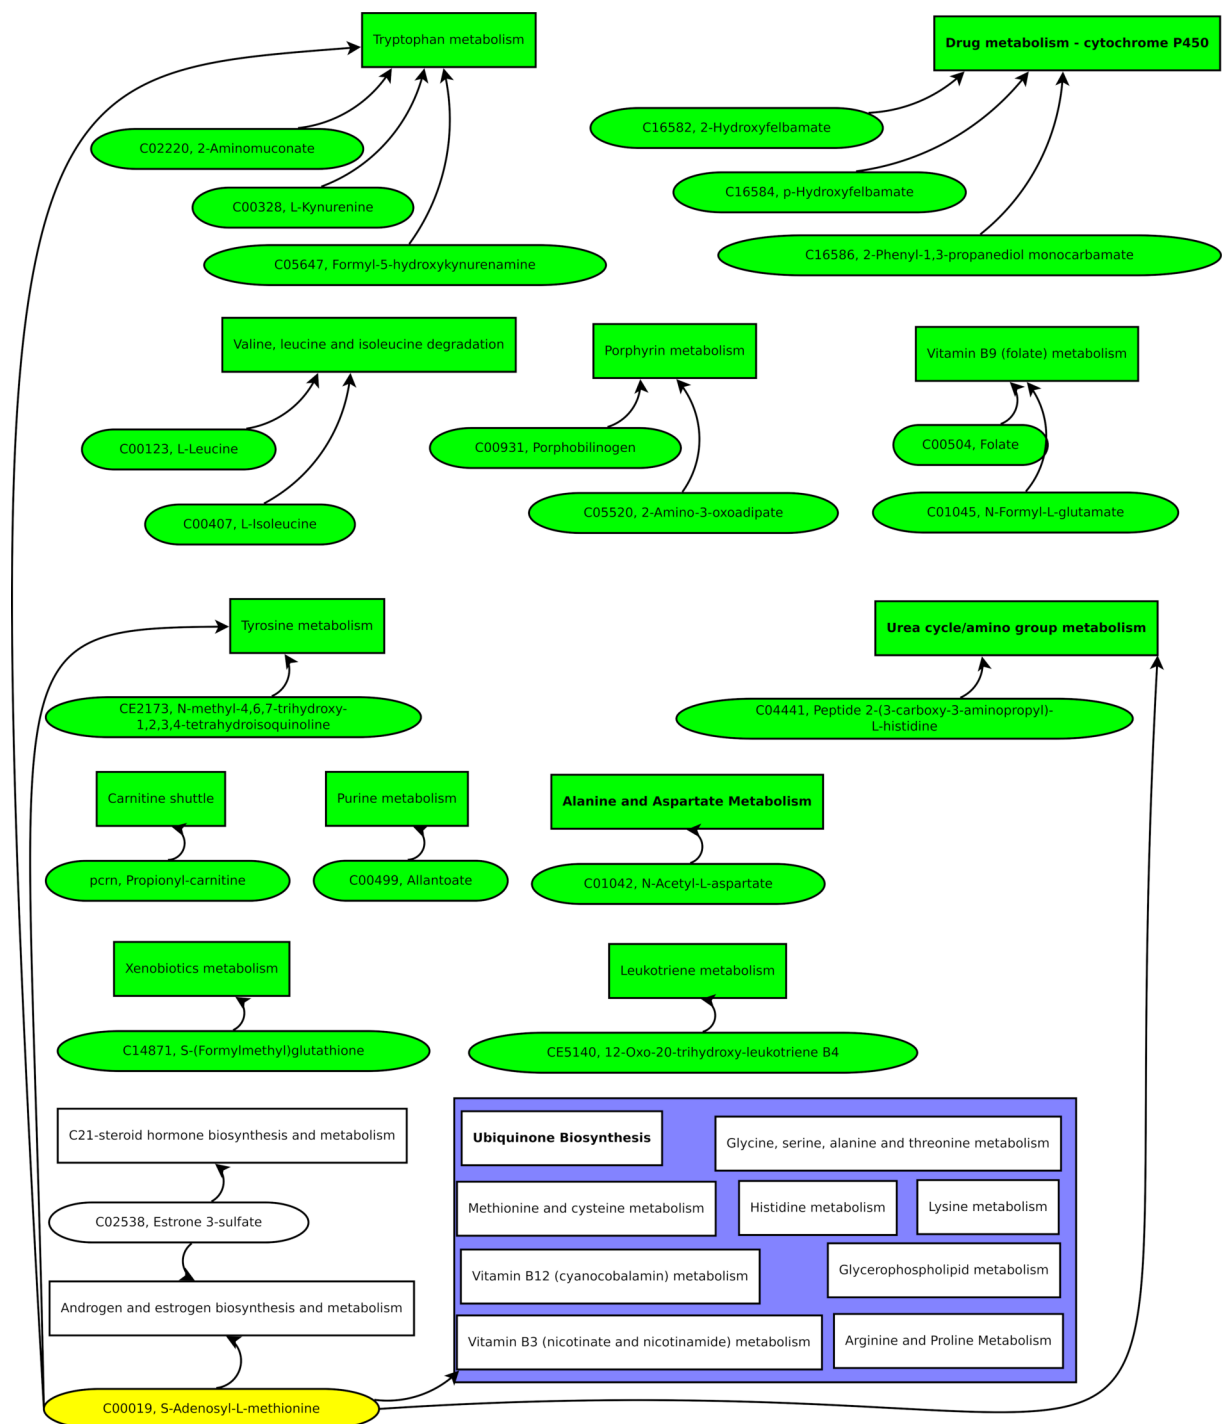 Tryptophan metabolism
Drug metabolism - cytochrome P450
C16582, 2-Hydroxyfelbamate
C02220, 2-Aminomuconate
C16584, p-Hydroxyfelbamate
C00328, L-Kynurenine
C16586, 2-Phenyl-1,3-propanediol monocarbamate
C05647, Formyl-5-hydroxykynurenamine
Valine, leucine and isoleucine degradation
Porphyrin metabolism
Vitamin B9 (folate) metabolism
C00123, L-Leucine
C00931, Porphobilinogen
C00504, Folate
C00407, L-Isoleucine
C05520, 2-Amino-3-oxoadipate
C01045, N-Formyl-L-glutamate
Tyrosine metabolism
Urea cycle/amino group metabolism
CE2173, N-methyl-4,6,7-trihydroxy-
1,2,3,4-tetrahydroisoquinoline
C04441, Peptide 2-(3-carboxy-3-aminopropyl)-
L-histidine
Carnitine shuttle
Purine metabolism
Alanine and Aspartate Metabolism
pcrn, Propionyl-carnitine
C00499, Allantoate
C01042, N-Acetyl-L-aspartate
Xenobiotics metabolism
Leukotriene metabolism
C14871, S-(Formylmethyl)glutathione
CE5140, 12-Oxo-20-trihydroxy-leukotriene B4
C21-steroid hormone biosynthesis and metabolism
Ubiquinone Biosynthesis
Glycine, serine, alanine and threonine metabolism
C02538, Estrone 3-sulfate
Methionine and cysteine metabolism
Histidine metabolism
Lysine metabolism
Vitamin B12 (cyanocobalamin) metabolism
Glycerophospholipid metabolism
Androgen and estrogen biosynthesis and metabolism
Vitamin B3 (nicotinate and nicotinamide) metabolism
Arginine and Proline Metabolism
C00019, S-Adenosyl-L-methionine